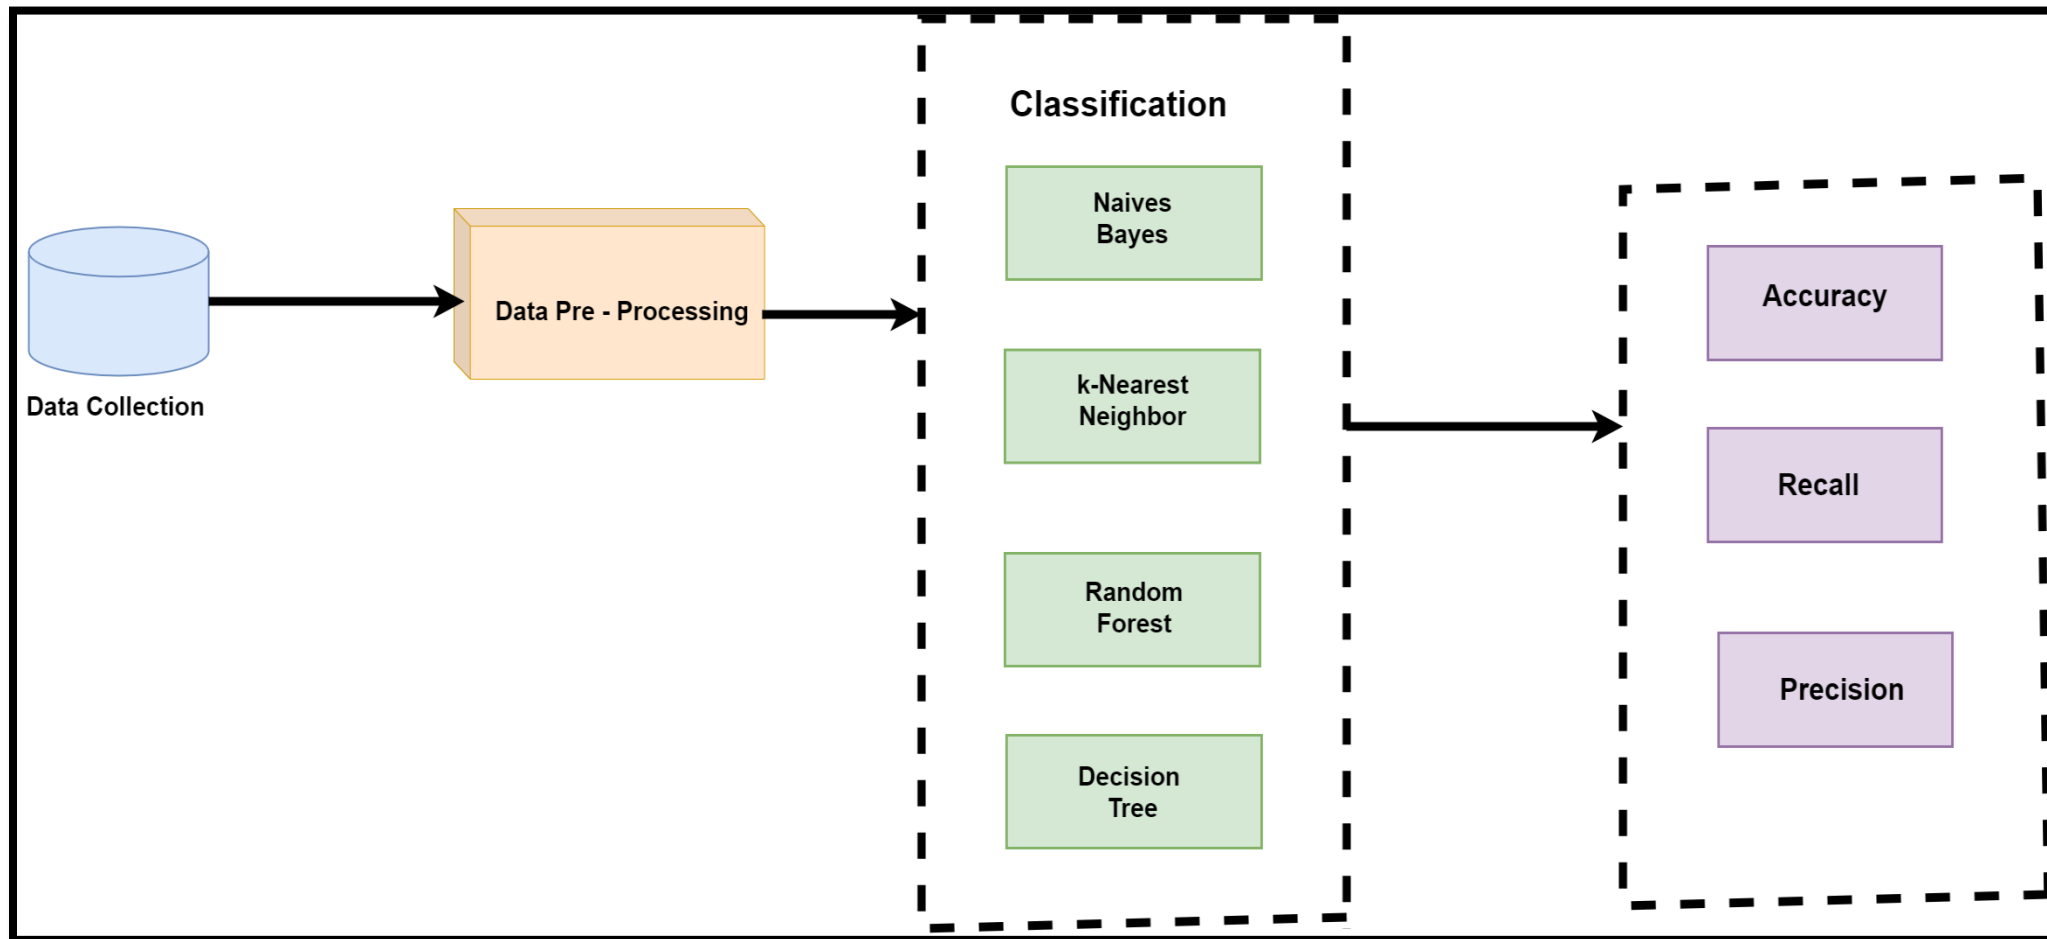 Data Collection
Data Pre - Processing
Classification
Naives
Bayes
k-Nearest
Neighbor
Random
Forest
Decision
Tree
Accuracy
Recall
Precision